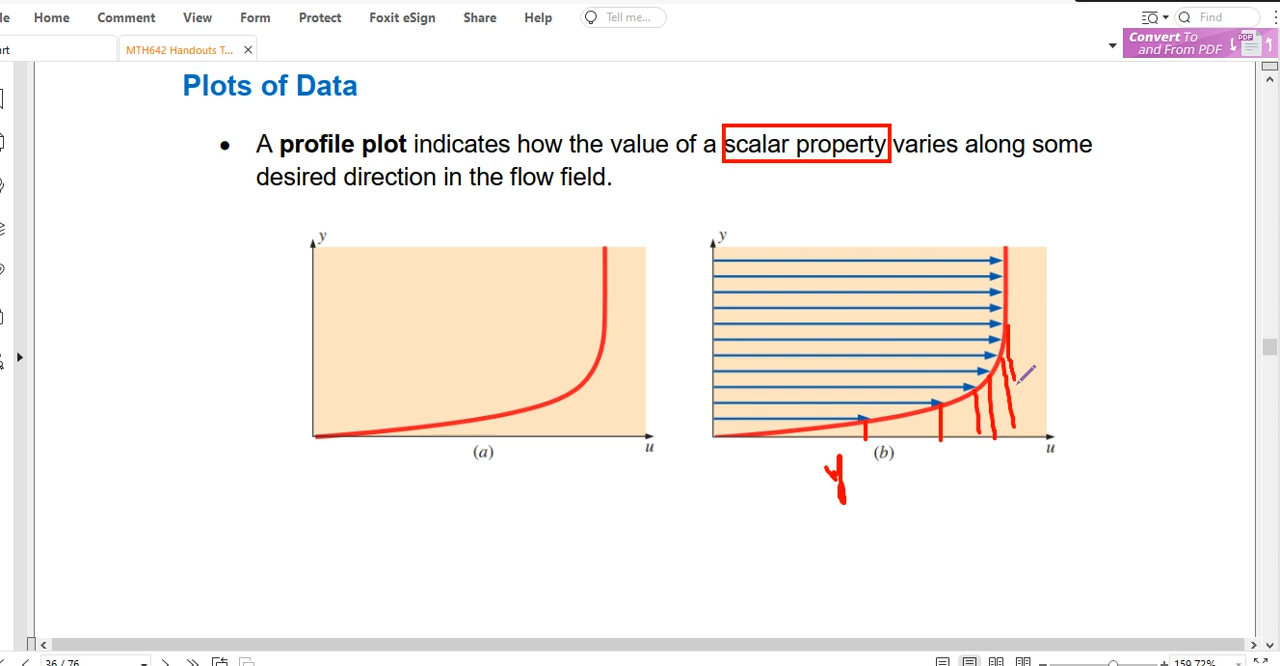 le Home Comment View Form Protect Foxit eSign Share Help Tell me... Find
rt MTH642 Handouts T... Convert To
and From PDF PDF
Plots of Data
• A profile plot indicates how the value of a scalar property varies along some
desired direction in the flow field.
y y
(a) u (b) u
y
36 / 76 159.72%